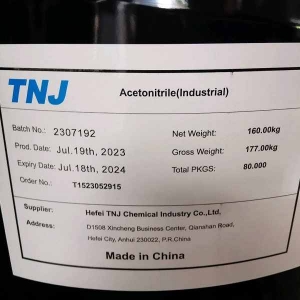 TNJ
Acetonitrile(Industrial)
Batch No.: 2307192
Net Weight: 160.00kg
Prod. Date: Jul.19th, 2023
Gross Weight: 177.00kg
Expiry Date: Jul.18th, 2024
Total PKGS: 80.000
Order No.: T1523052915
Supplier: Hefei TNJ Chemical Industry Co.,Ltd.
Address: D1508 Xincheng Business Center, Qianshan Road,
Hefei City, Anhui 230022, P.R.China
Made in China